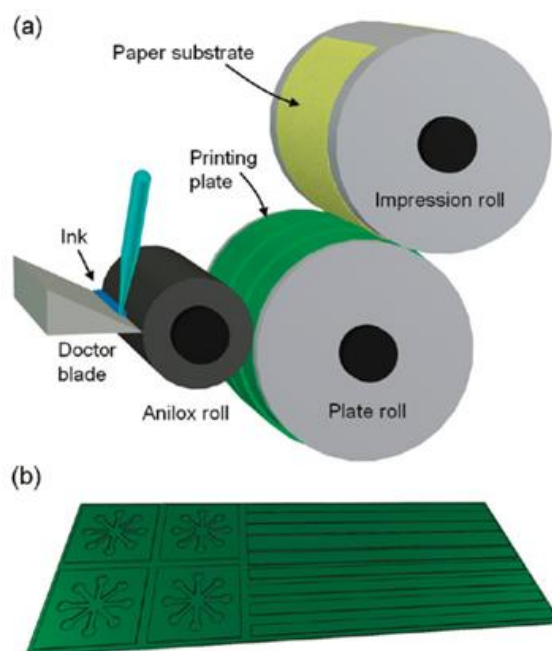 (a)
Paper substrate
Printing
plate
Impression roll
Ink
Doctor
blade
Anilox roll
Plate roll
(b)